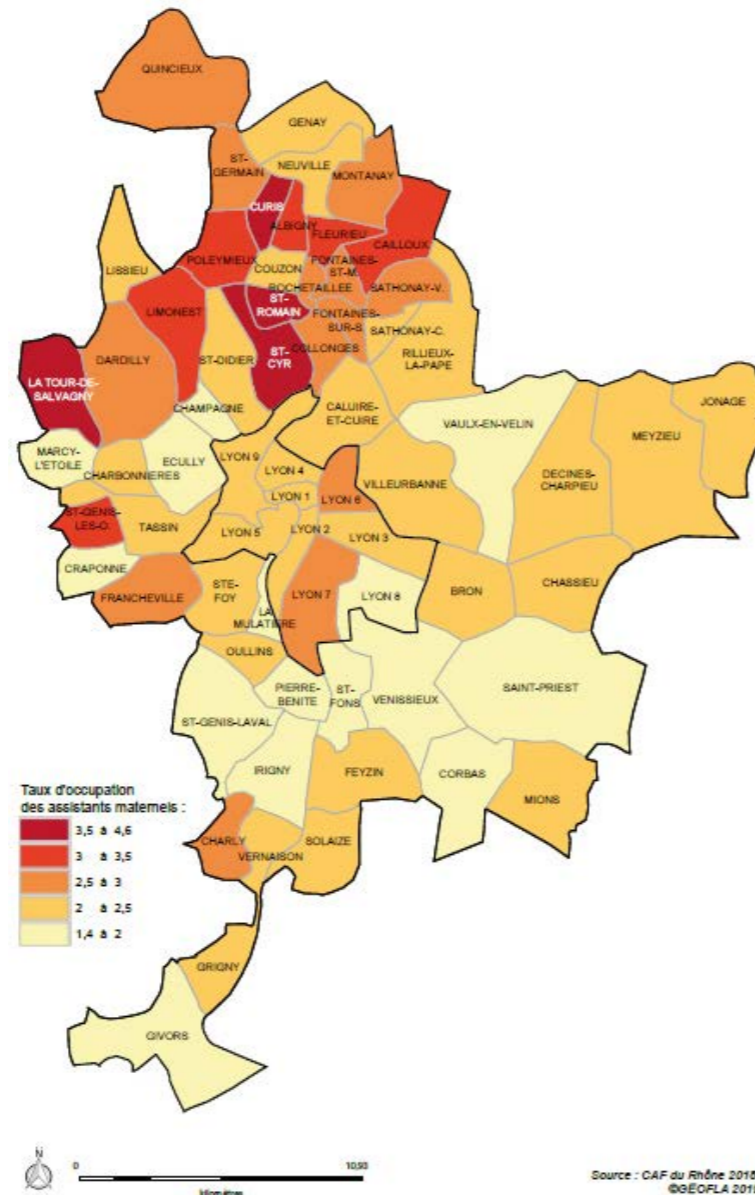 QUINCIEUX
GENAY
ST-
GERMAIN
NEUVILLE
MONTANAY
CURIS
ALBIGNY
FLEURIEU
CAILLOUX
POLEYMIEUX
COUZON
FONTAINES-
ST-M.
LISSIEU
ROCHETAILLEE
SATHONAY-V.
LIMONEST
ST-
ROMAIN
FONTAINES-
SUR-S.
SATHONAY-C.
DARDILLY
ST-DIDIER
ST-
CYR
COLLONGES
RILLIEUX-
LA-PAPE
LA TOUR-DE-
SALVAGNY
CHAMPAGNE
CALUIRE-
ET-CUIRE
VAULX-EN-VELIN
JONAGE
MEYZIEU
MARCY-
L'ETOILE
CHARBONNIERES
ECULLY
LYON 9
LYON 4
VILLEURBANNE
DECINES-
CHARPIEU
LYON 1
LYON 6
ST-GENIS-
LES-O.
TASSIN
LYON 5
LYON 2
LYON 3
CRAPONNE
FRANCHEVILLE
STE-
FOY
LA
MULATIERE
LYON 7
LYON 8
BRON
CHASSIEU
OULLINS
PIERRE-
BENITE
ST-
FONS
VENISSIEUX
SAINT-PRIEST
ST-GENIS-LAVAL
IRIGNY
FEYZIN
CORBAS
MIONS
CHARLY
VERNAISON
SOLAIZE
GRIGNY
GIVORS
Taux d'occupation
des assistants maternels :
3,5 à 4,6
3 à 3,5
2,5 à 3
2 à 2,5
1,4 à 2
N
0
kilomètres
Source : CAF du Rhône 2016